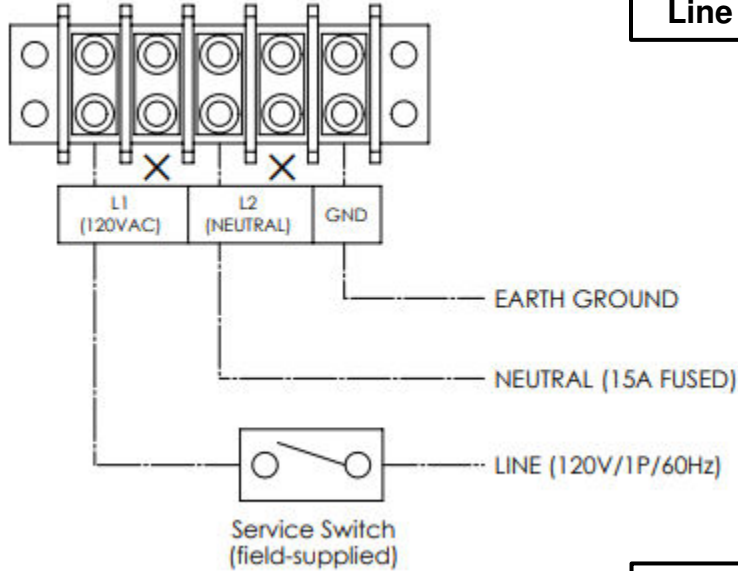 Line
X X
L1 L2 GND
(120VAC) (NEUTRAL)
EARTH GROUND
NEUTRAL (15A FUSED)
LINE (120V/1P/60Hz)
Service Switch
(field-supplied)